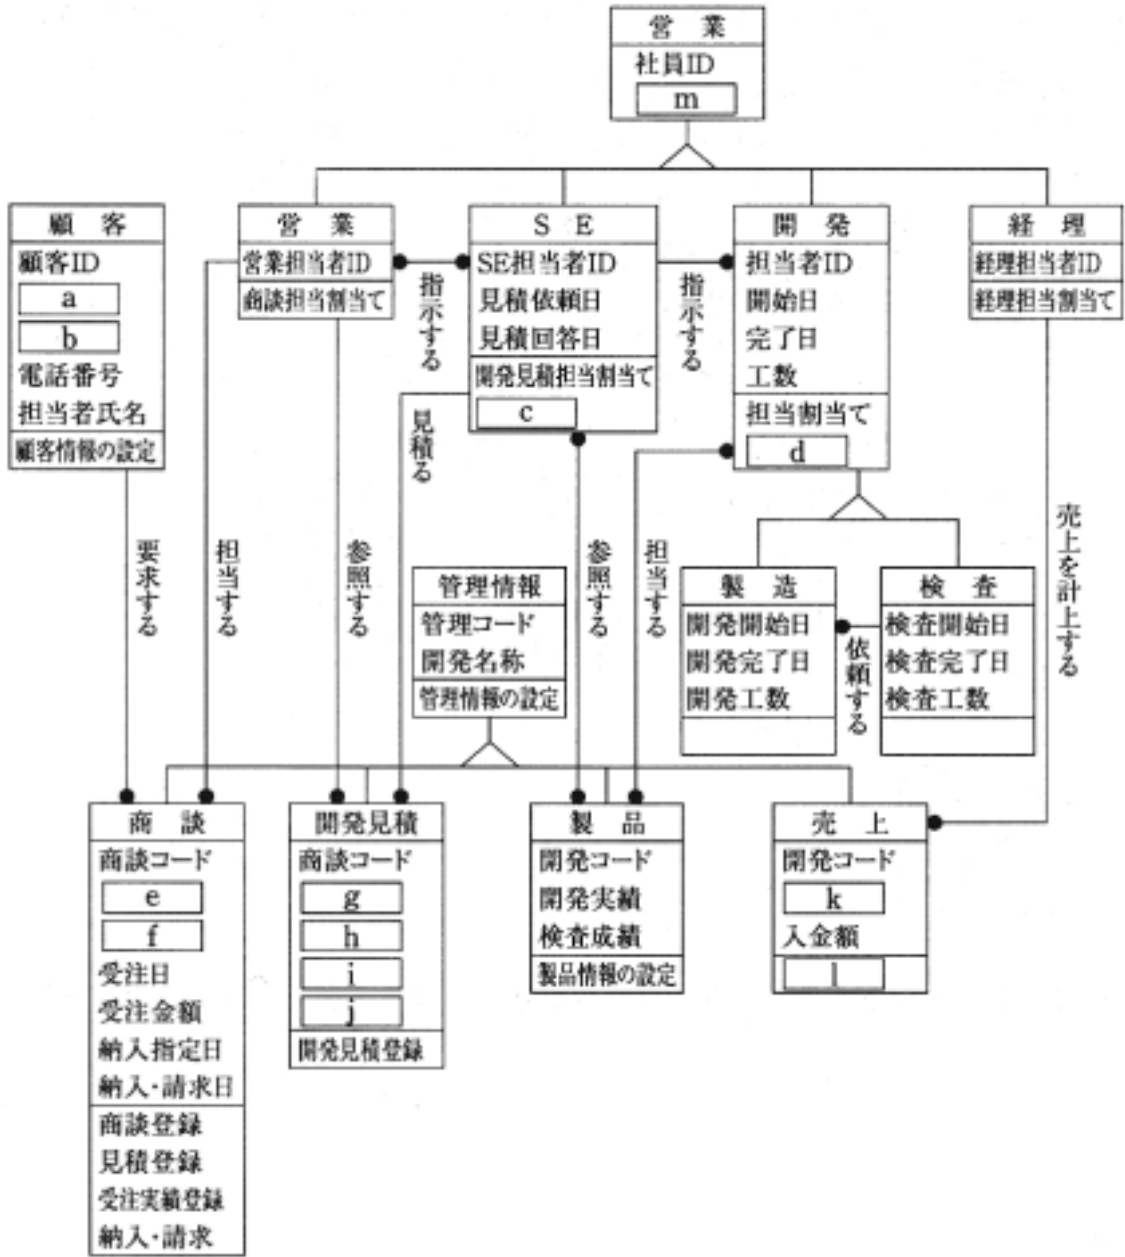 営 業
社員ID
m
顧 客
顧客ID
a
b
電話番号
担当者氏名
顧客情報の設定
営 業
営業担当者ID
商談担当割当て
指示する
S E
SE担当者ID
見積依頼日
見積回答日
開発見積担当割当て
c
指示する
開 発
担当者ID
開始日
完了日
工数
担当割当て
d
経 理
経理担当者ID
経理担当割当て
要求する
担当する
参照する
見積る
参照する
担当する
売上を計上する
管理情報
管理コード
開発名称
管理情報の設定
製 造
開発開始日
開発完了日
開発工数
依頼する
検 査
検査開始日
検査完了日
検査工数
商 談
商談コード
e
f
受注日
受注金額
納入指定日
納入・請求日
商談登録
見積登録
受注実績登録
納入・請求
開発見積
商談コード
g
h
i
j
開発見積登録
製 品
開発コード
開発実績
検査成績
製品情報の設定
売 上
開発コード
k
入金額
l